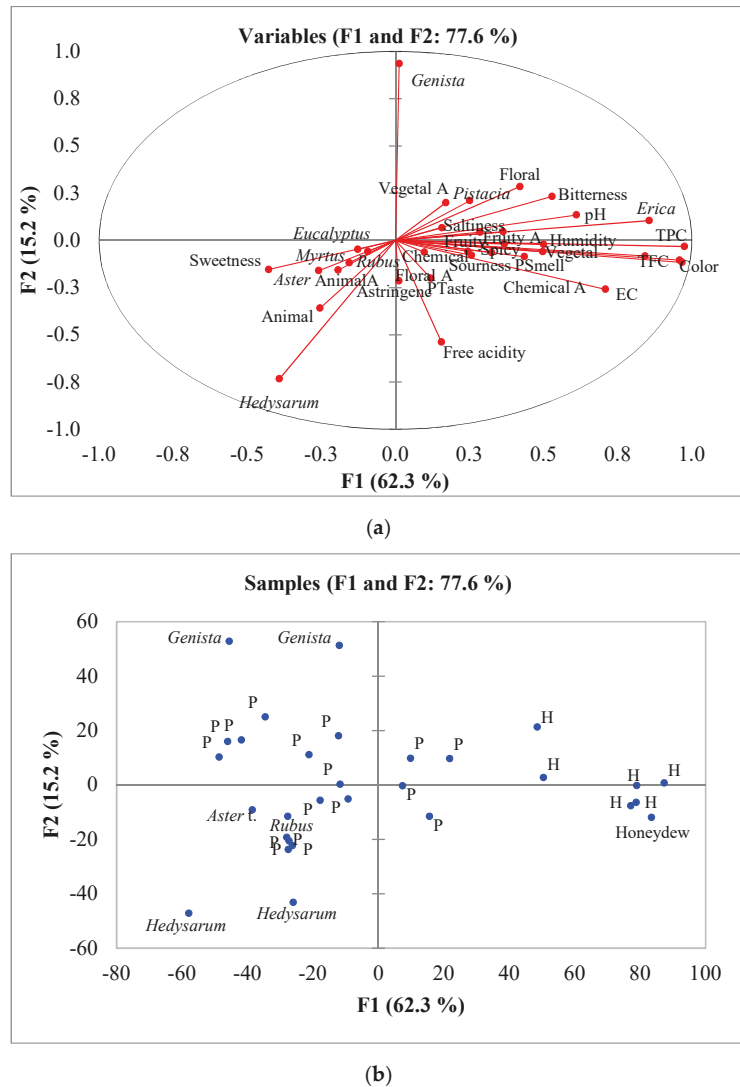 Variables (F1 and F2: 77.6 %)
1.0
Genista
0.8
0.5
Floral
Vegetal A
Pistacia
Bitterness
0.3
pH
Erica
Saltiness
Eucalyptus
TPC
0.0
Fruity
Fruity A
Humidity
Sweetness
Myrtus
Rubus
Chemical
Spicy
Vegetal
TFC
Color
Aster
AnimalA
Floral A
Sourness
PSmell
Astringenc
PTaste
Chemical A
EC
-0.3
Animal
Free acidity
-0.5
Hedysarum
-0.8
-1.0
F2 (15.2 %)
-1.0 -0.8 -0.5 -0.3 0.0 0.3 0.5 0.8 1.0
F1 (62.3 %)
(a)
Samples (F1 and F2: 77.6 %)
60
Genista Genista
40
P
P P P H
20
P P P P H
P H H
0
Aster t. P Rubus P H H
-20
P P P Honeydew
-40
Hedysarum Hedysarum
-60
F2 (15.2 %)
-80 -60 -40 -20 0 20 40 60 80 100
F1 (62.3 %)
(b)